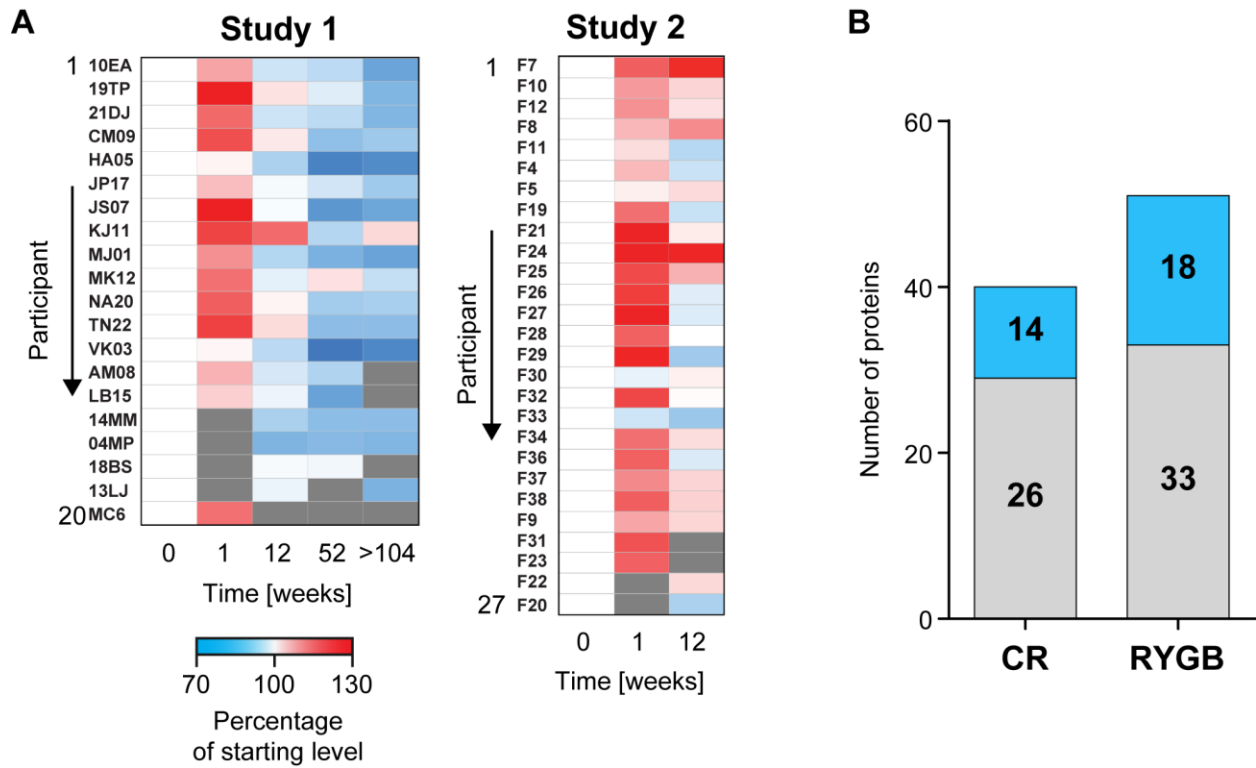 A
Study 1
1 10EA
19TP
21DJ
CM09
HA05
JP17
JS07
KJ11
MJ01
MK12
NA20
TN22
VK03
AM08
LB15
14MM
04MP
18BS
13LJ
20 MC6
Participant
0 1 12 52 >104
Time [weeks]
70 100 130
Percentage
of starting level
Study 2
1 F7
F10
F12
F8
F11
F4
F5
F19
F21
F24
F25
F26
F27
F28
F29
F30
F32
F33
F34
F36
F37
F38
F9
F31
F23
F22
27 F20
Participant
0 1 12
Time [weeks]
B
Number of proteins
60
40
20
0
14
26
18
33
CR RYGB